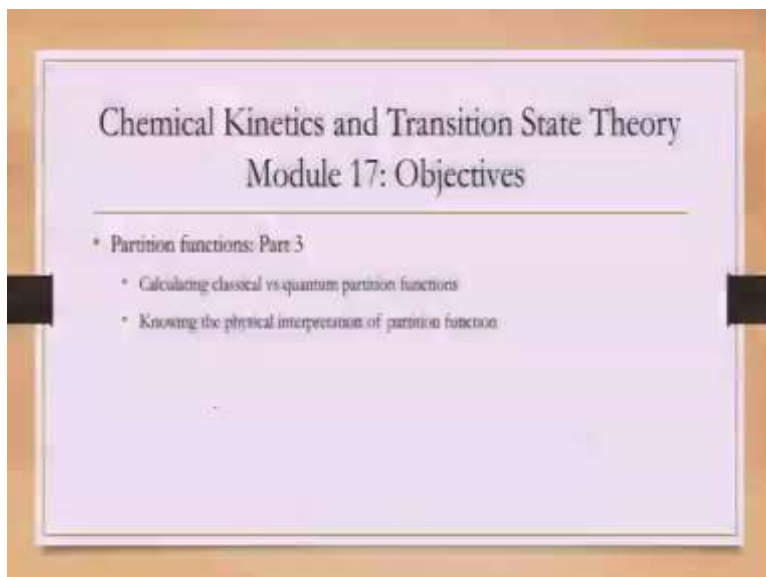 Chemical Kinetics and Transition State Theory
Module 17: Objectives
• Partition functions: Part 3
• Calculating classical vs quantum partition functions
• Knowing the physical interpretation of partition function